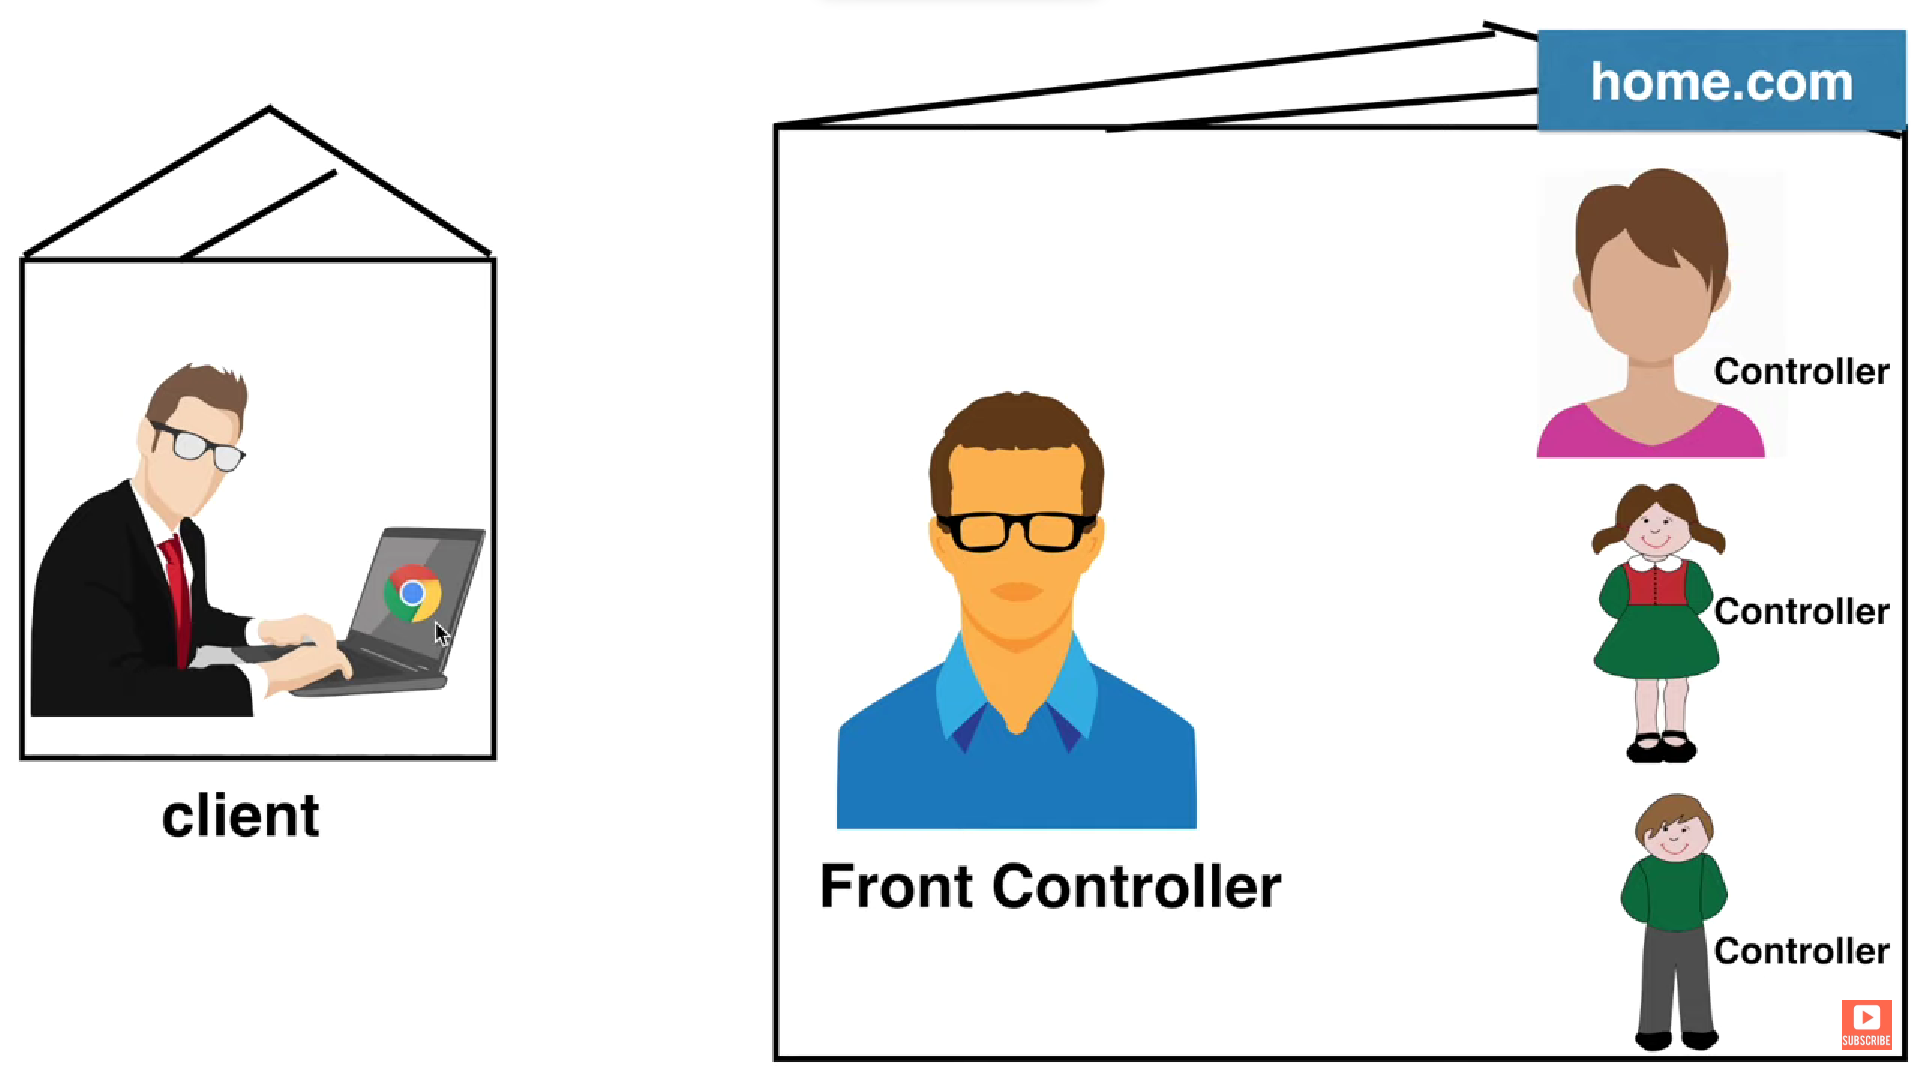 home.com
Controller
Controller
client
Front Controller
Controller
SUBSCRIBE